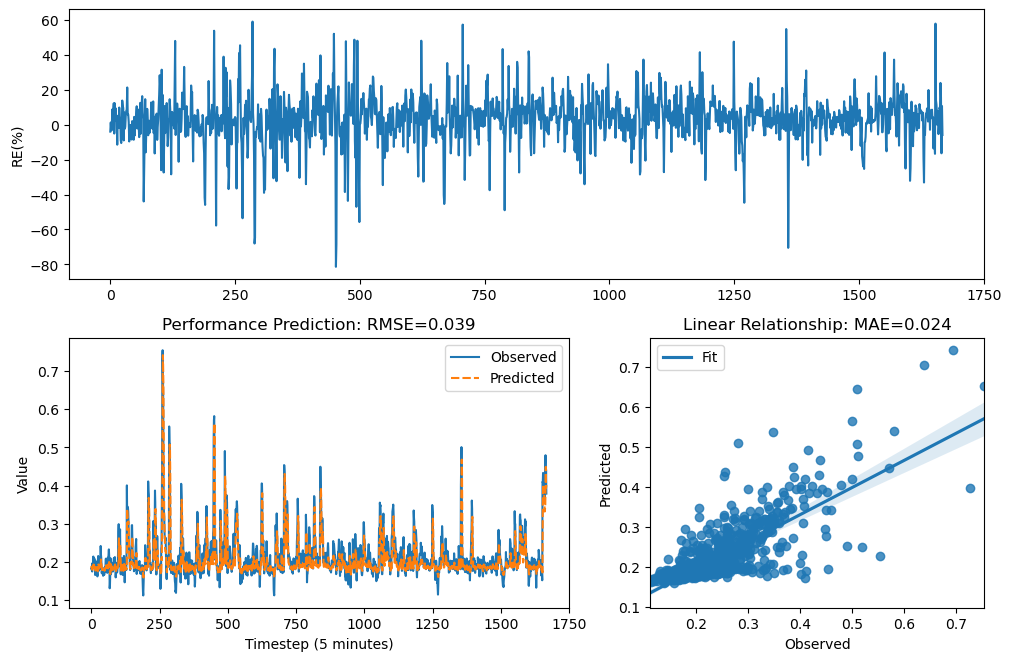 RE(%)
60
40
20
0
−20
−40
−60
−80
0 250 500 750 1000 1250 1500 1750
Performance Prediction: RMSE=0.039
Value
0.7
0.6
0.5
0.4
0.3
0.2
0.1
Observed
Predicted
0 250 500 750 1000 1250 1500 1750
Timestep (5 minutes)
Linear Relationship: MAE=0.024
Predicted
0.7
0.6
0.5
0.4
0.3
0.2
0.1
Fit
0.2 0.3 0.4 0.5 0.6 0.7
Observed